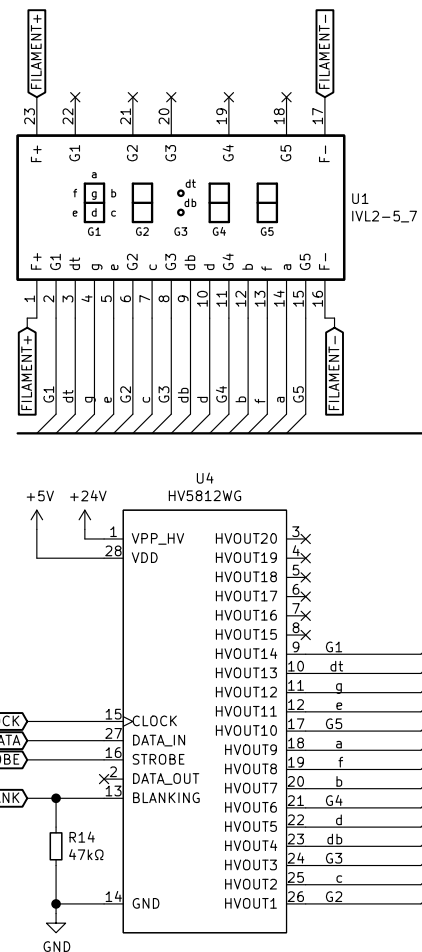 FILAMENT+ FILAMENT-
23 22 21 20 19 18 17
F+ G1 G2 G3 G4 G5 F-
a
f g b dt
e d c db
G1 G2 G3 G4 G5
U1
IVL2-5_7
F+ G1 dt g e G2 c G3 db d G4 b f a G5 F-
1 2 3 4 5 6 7 8 9 10 11 12 13 14 15 16
FILAMENT+ G1 dt g e G2 c G3 db d G4 b f a G5 FILAMENT-
U4
HV5812WG
+5V +24V
1 VPP_HV HVOUT20 3
28 VDD HVOUT19 4
HVOUT18 5
HVOUT17 6
HVOUT16 7
HVOUT15 8
HVOUT14 9 G1
HVOUT13 10 dt
HVOUT12 11 g
HVOUT11 12 e
OCK 15 CLOCK HVOUT10 17 G5
ATA 27 DATA_IN HVOUT9 18 a
OBE 16 STROBE HVOUT8 19 f
2 DATA_OUT HVOUT7 20 b
ANK 13 BLANKING HVOUT6 21 G4
HVOUT5 22 d
R14 HVOUT4 23 db
47kΩ HVOUT3 24 G3
HVOUT2 25 c
14 GND HVOUT1 26 G2
GND